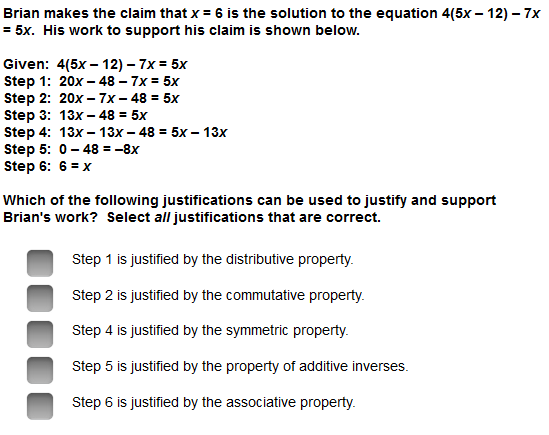 Brian makes the claim that x = 6 is the solution to the equation 4(5x – 12) – 7x
= 5x. His work to support his claim is shown below.
Given: 4(5x – 12) – 7x = 5x
Step 1: 20x – 48 – 7x = 5x
Step 2: 20x – 7x – 48 = 5x
Step 3: 13x – 48 = 5x
Step 4: 13x – 13x – 48 = 5x – 13x
Step 5: 0 – 48 = –8x
Step 6: 6 = x
Which of the following justifications can be used to justify and support
Brian's work? Select all justifications that are correct.
Step 1 is justified by the distributive property.
Step 2 is justified by the commutative property.
Step 4 is justified by the symmetric property.
Step 5 is justified by the property of additive inverses.
Step 6 is justified by the associative property.